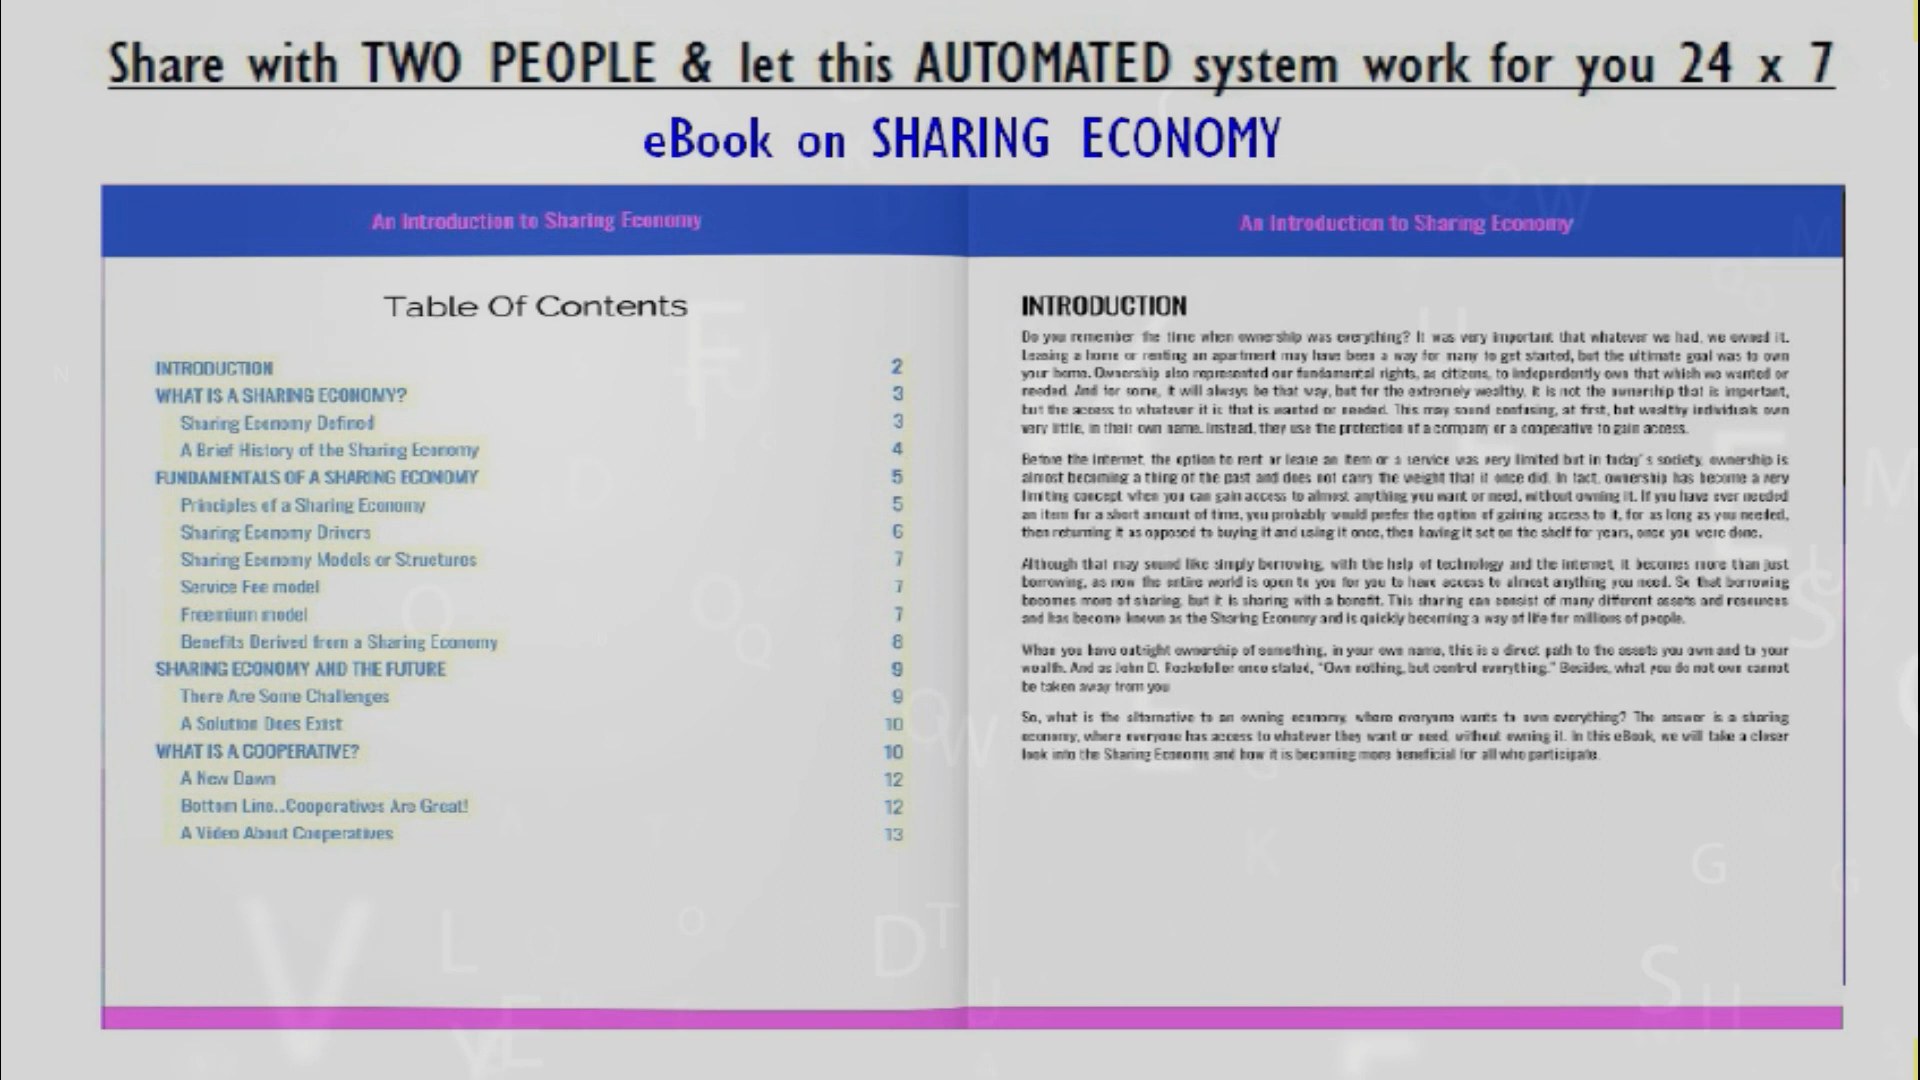 Share with TWO PEOPLE & let this AUTOMATED system work for you 24 x 7
eBook on SHARING ECONOMY
An Introduction to Sharing Economy
Table Of Contents
INTRODUCTION 2
WHAT IS A SHARING ECONOMY? 3
Sharing Economy Defined 3
A Brief History of the Sharing Economy 4
FUNDAMENTALS OF A SHARING ECONOMY 5
Principles of a Sharing Economy 5
Sharing Economy Drivers 6
Sharing Economy Models or Structures 7
Service Fee model 7
Freemium model 7
Benefits Derived from a Sharing Economy 8
SHARING ECONOMY AND THE FUTURE 9
There Are Some Challenges 9
A Solution Does Exist 10
WHAT IS A COOPERATIVE? 10
A New Dawn 12
Bottom Line..Cooperatives Are Great! 12
A Video About Cooperatives 13
An Introduction to Sharing Economy
INTRODUCTION
Do you remember the time when ownership was everything? It was very important that whatever we had, we owned it.
Leasing a home or renting an apartment may have been a way for many to get started, but the ultimate goal was to own
your home. Ownership also represented our fundamental rights, as citizens, to independently own that which we wanted or
needed. And for some, it will always be that way, but for the extremely wealthy, it is not the ownership that is important,
but the access to whatever it is that is wanted or needed. This may sound confusing, at first, but wealthy individuals own
very little, in their own name. Instead, they use the protection of a company or a cooperative to gain access.
Before the Internet, the option to rent or lease an item or a service was very limited but in today's society, ownership is
almost becoming a thing of the past and does not carry the weight that it once did. In fact, ownership has become a very
limiting concept when you can gain access to almost anything you want or need, without owning it. If you have ever needed
an item for a short amount of time, you probably would prefer the option of gaining access to it, for as long as you needed,
then returning it as opposed to buying it and using it once, then having it set on the shelf for years, once you were done.
Although that may sound like simply borrowing, with the help of technology and the Internet, it becomes more than just
borrowing, as now the entire world is open to you for you to have access to almost anything you need. So that borrowing
becomes more of sharing, but it is sharing with a benefit. This sharing can consist of many different assets and resources
and has become known as the Sharing Economy and is quickly becoming a way of life for millions of people.
When you have outright ownership of something, in your own name, this is a direct path to the assets you own and to your
wealth. And as John D. Rockefeller once stated, "Own nothing, but control everything." Besides, what you do not own cannot
be taken away from you
So, what is the alternative to an owning economy, where everyone wants to own everything? The answer is a sharing
economy, where everyone has access to whatever they want or need, without owning it. In this eBook, we will take a closer
look into the Sharing Economy and how it is becoming more beneficial for all who participate.